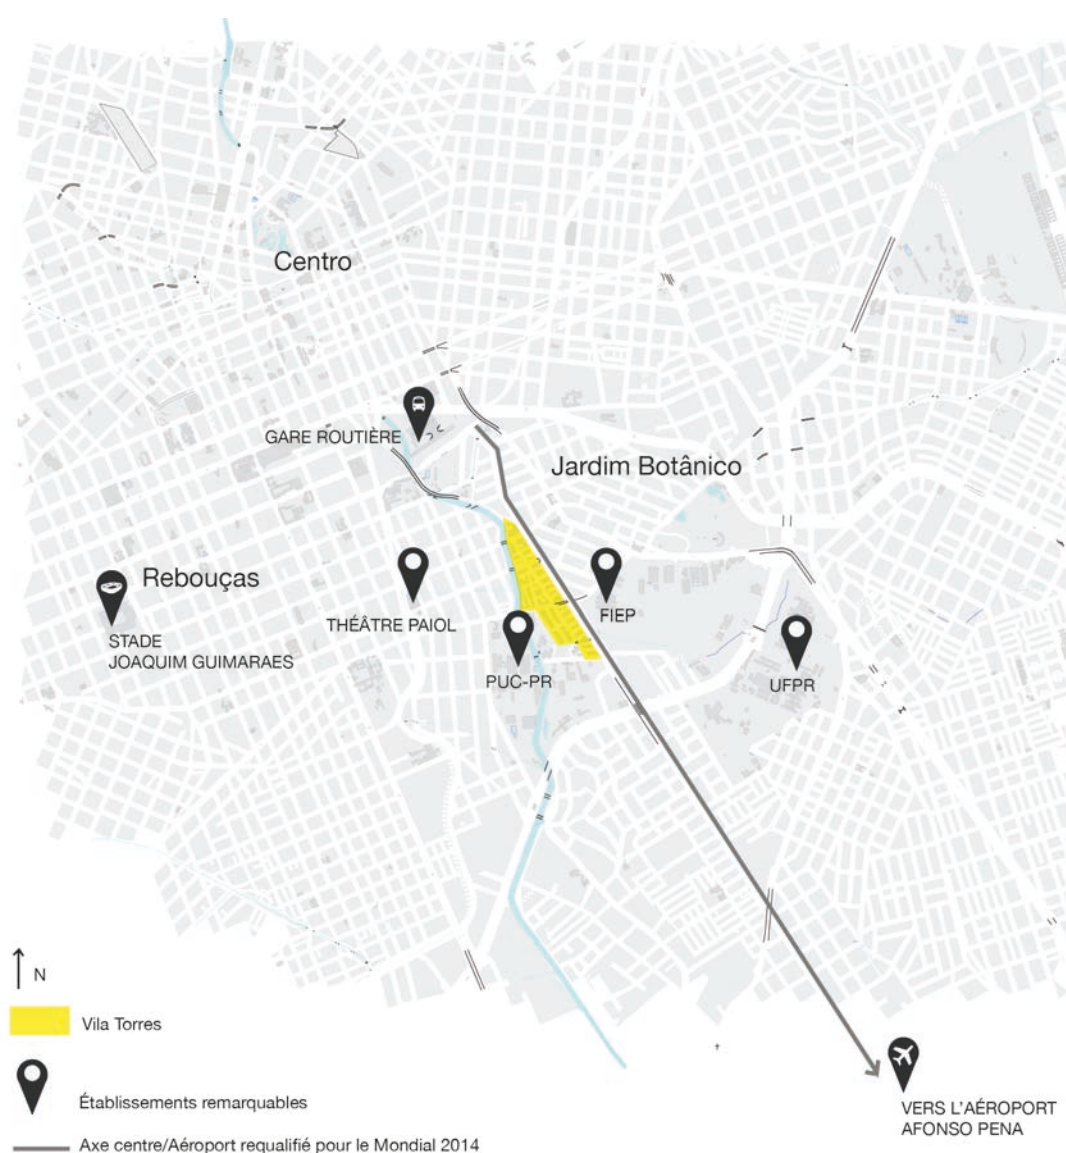 Centro
GARE ROUTIÈRE
Jardim Botânico
Rebouças
STADE
JOAQUIM GUIMARAES
THÉÂTRE PAIOL
FIEP
PUC-PR
UFPR
N
Vila Torres
Établissements remarquables
Axe centre/Aéroport requalifié pour le Mondial 2014
VERS L'AÉROPORT
AFONSO PENA